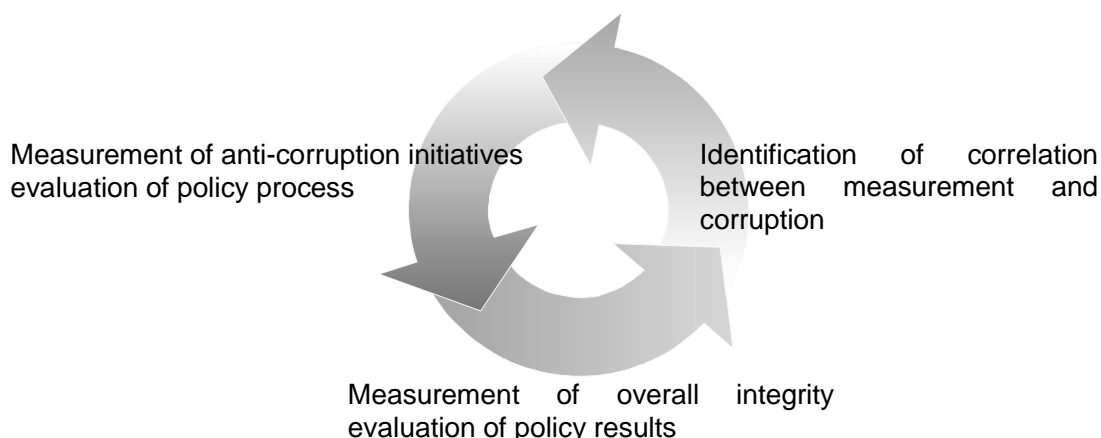 Measurement of anti-corruption initiatives
evaluation of policy process
Identification of correlation
between measurement and
corruption
Measurement of overall integrity
evaluation of policy results